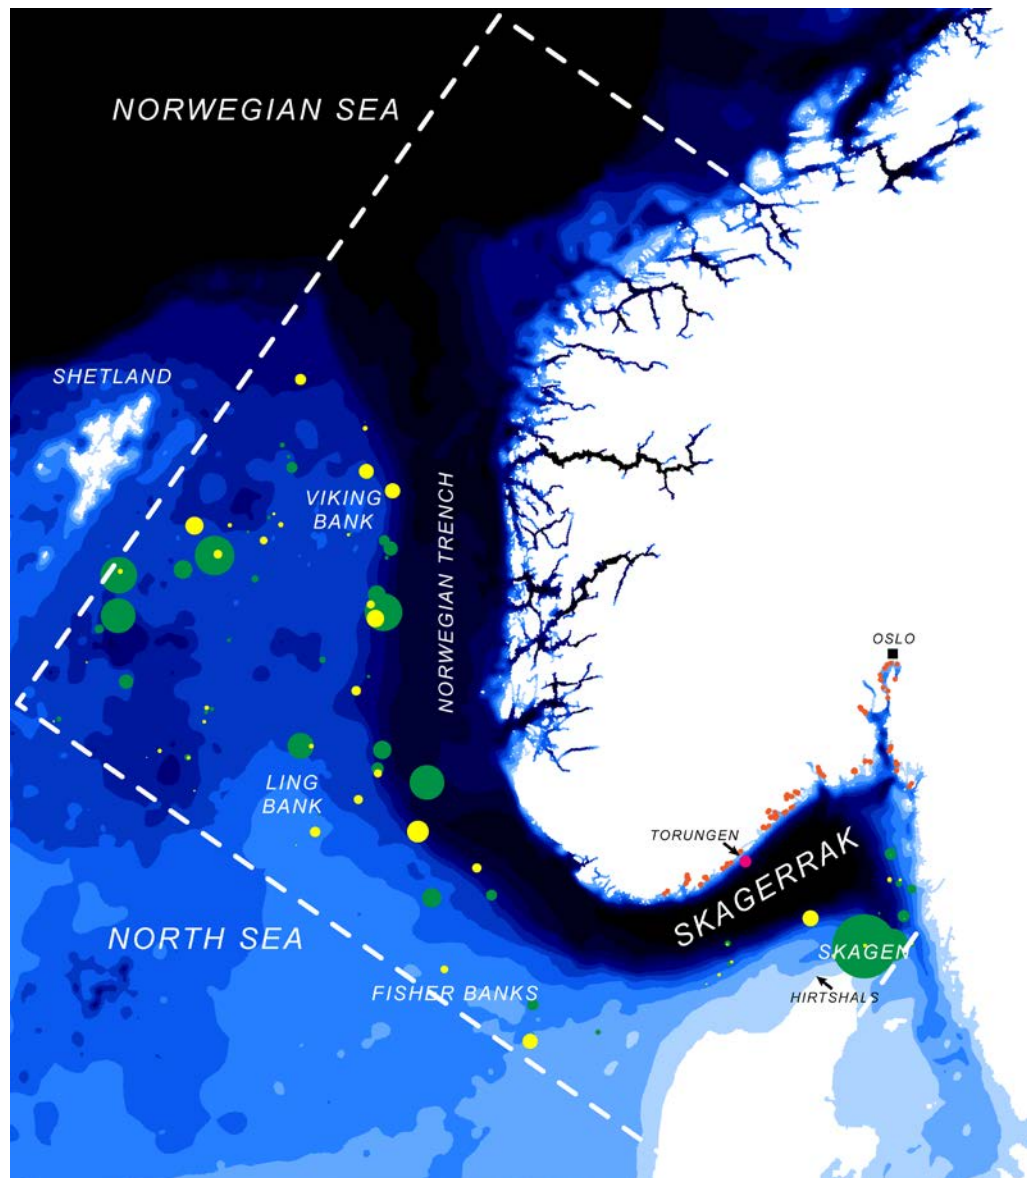 NORWEGIAN SEA
SHETLAND
VIKING
BANK
NORWEGIAN TRENCH
OSLO
LING
BANK
TORUNGEN
SKAGERRAK
NORTH SEA
SKAGEN
FISHER BANKS
HIRTSHALS